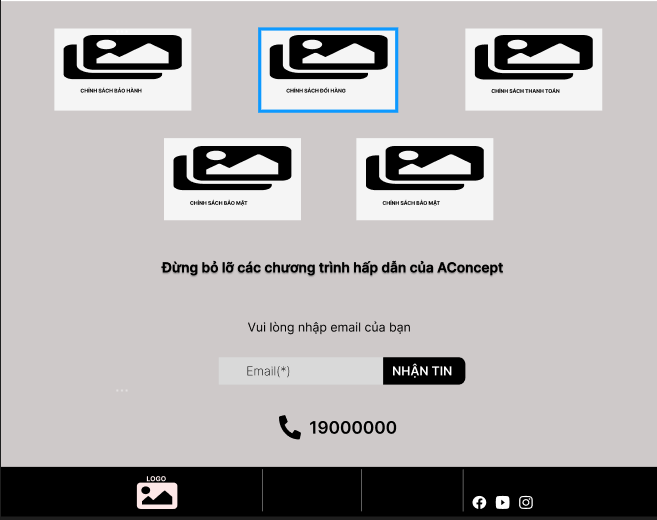 CHÍNH SÁCH BẢO HÀNH
CHÍNH SÁCH ĐỔI HÀNG
CHÍNH SÁCH THANH TOÁN
CHÍNH SÁCH BẢO MẬT
CHÍNH SÁCH BẢO MẬT
Đừng bỏ lỡ các chương trình hấp dẫn của AConcept
Vui lòng nhập email của bạn
Email(*)
NHẬN TIN
19000000
LOGO